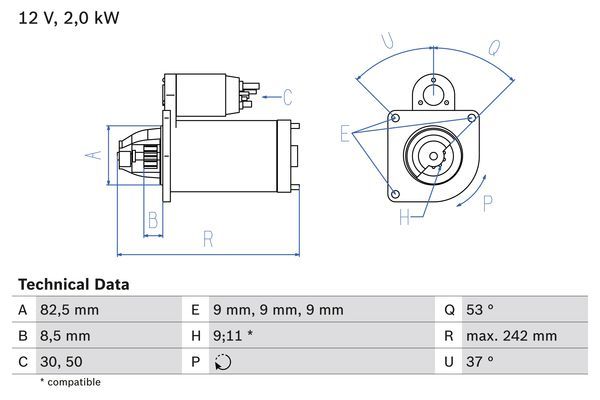 12 V, 2,0 kW
U
Q
C
A
E
B
R
H
P
Technical Data
A 82,5 mm E 9 mm, 9 mm, 9 mm Q 53 °
B 8,5 mm H 9;11 * R max. 242 mm
C 30, 50 P U 37 °
* compatible